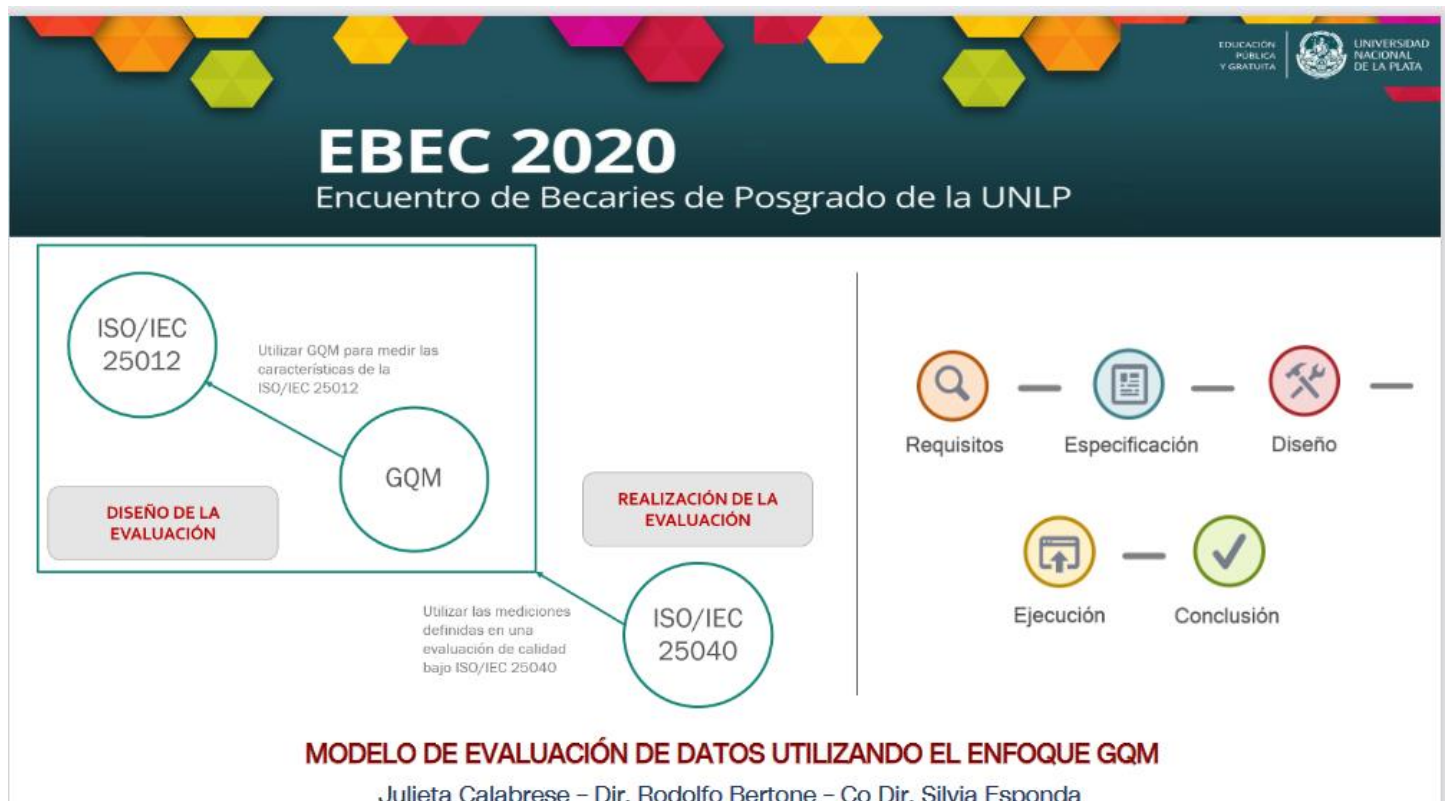 EDUCACIÓN
PÚBLICA
Y GRATUITA
UNIVERSIDAD
NACIONAL
DE LA PLATA
EBEC 2020
Encuentro de Becaries de Posgrado de la UNLP
ISO/IEC
25012
Utilizar GQM para medir las
características de la
ISO/IEC 25012
GQM
DISEÑO DE LA
EVALUACIÓN
REALIZACIÓN DE LA
EVALUACIÓN
Utilizar las mediciones
definidas en una
evaluación de calidad
bajo ISO/IEC 25040
ISO/IEC
25040
Requisitos
Especificación
Diseño
Ejecución
Conclusión
MODELO DE EVALUACIÓN DE DATOS UTILIZANDO EL ENFOQUE GQM
Julieta Calabrese – Dir. Rodolfo Bertone – Co Dir. Silvia Esponda